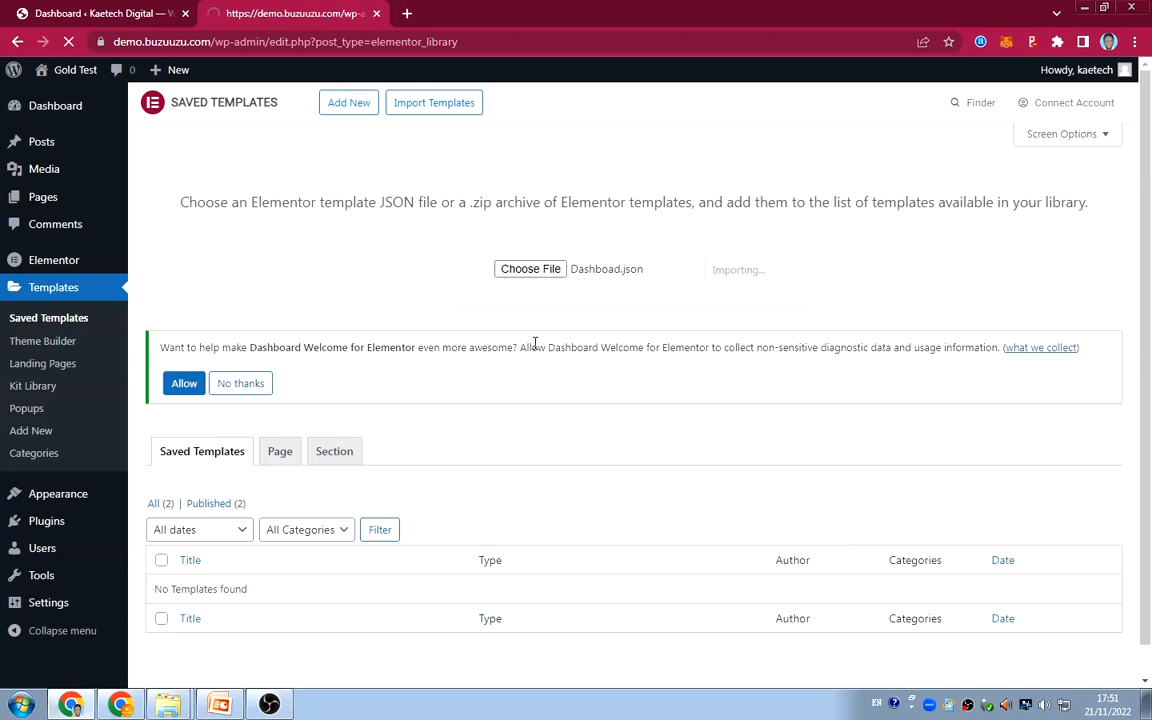 Dashboard ‹ Kaetech Digital — W
https://demo.buzuuzu.com/wp-a
demo.buzuuzu.com/wp-admin/edit.php?post_type=elementor_library
Gold Test
0
New
Howdy, kaetech
Dashboard
Posts
Media
Pages
Comments
Elementor
Templates
Saved Templates
Theme Builder
Landing Pages
Kit Library
Popups
Add New
Categories
Appearance
Plugins
Users
Tools
Settings
Collapse menu
SAVED TEMPLATES
Add New
Import Templates
Finder
Connect Account
Screen Options
Choose an Elementor template JSON file or a .zip archive of Elementor templates, and add them to the list of templates available in your library.
Choose File Dashboad.json
Importing...
Want to help make Dashboard Welcome for Elementor even more awesome? Allow Dashboard Welcome for Elementor to collect non-sensitive diagnostic data and usage information. (what we collect)
Allow
No thanks
Saved Templates
Page
Section
All (2) | Published (2)
All dates
All Categories
Filter
Title Type Author Categories Date
No Templates found
Title Type Author Categories Date
EN
17:51
21/11/2022